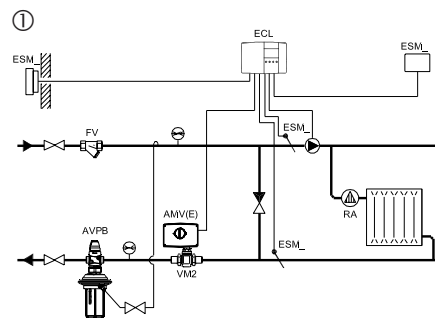 ①
ECL
ESM_
ESM_
FV
ESM_
AMV(E)
RA
AVPB
ESM_
VM2